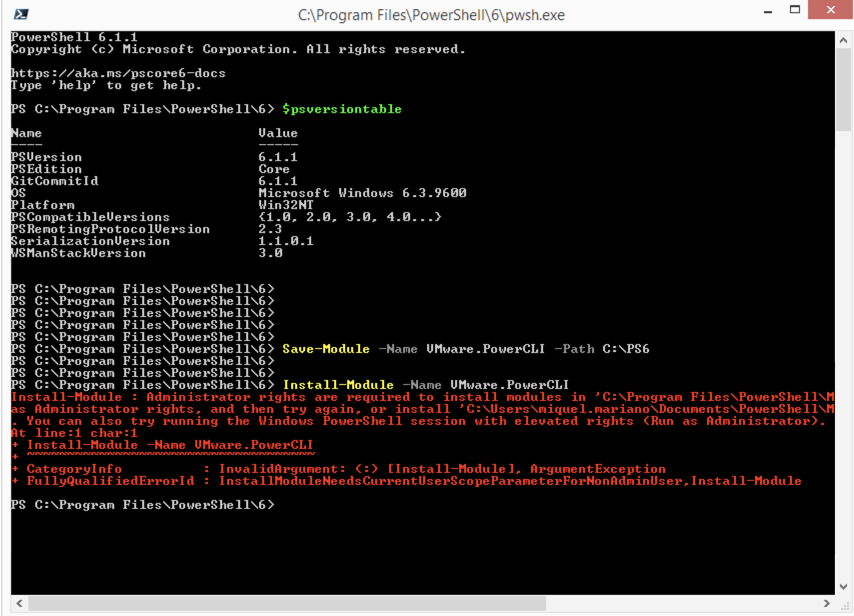 C:\Program Files\PowerShell\6\pwsh.exe
PowerShell 6.1.1
Copyright (c) Microsoft Corporation. All rights reserved.
https://aka.ms/pscore6-docs
Type 'help' to get help.
PS C:\Program Files\PowerShell\6> $psversiontable
Name Value
---- -----
PSVersion 6.1.1
PSEdition Core
GitCommitId 6.1.1
OS Microsoft Windows 6.3.9600
Platform Win32NT
PSCompatibleVersions {1.0, 2.0, 3.0, 4.0...}
PSRemotingProtocolVersion 2.3
SerializationVersion 1.1.0.1
WSManStackVersion 3.0
PS C:\Program Files\PowerShell\6>
PS C:\Program Files\PowerShell\6>
PS C:\Program Files\PowerShell\6>
PS C:\Program Files\PowerShell\6>
PS C:\Program Files\PowerShell\6>
PS C:\Program Files\PowerShell\6> Save-Module -Name VMware.PowerCLI -Path C:\PS6
PS C:\Program Files\PowerShell\6>
PS C:\Program Files\PowerShell\6>
PS C:\Program Files\PowerShell\6> Install-Module -Name VMware.PowerCLI
Install-Module : Administrator rights are required to install modules in 'C:\Program Files\PowerShell\M
as Administrator rights, and then try again, or install 'C:\Users\miquel.mariano\Documents\PowerShell\M
. You can also try running the Windows PowerShell session with elevated rights (Run as Administrator).
At line:1 char:1
+ Install-Module -Name VMware.PowerCLI
+ ~~~~~~~~~~~~~~~~~~~~~~~~~~~~~~~~~~~~
+ CategoryInfo : InvalidArgument: (:) [Install-Module], ArgumentException
+ FullyQualifiedErrorId : InstallModuleNeedsCurrentUserScopeParameterForNonAdminUser,Install-Module
PS C:\Program Files\PowerShell\6>